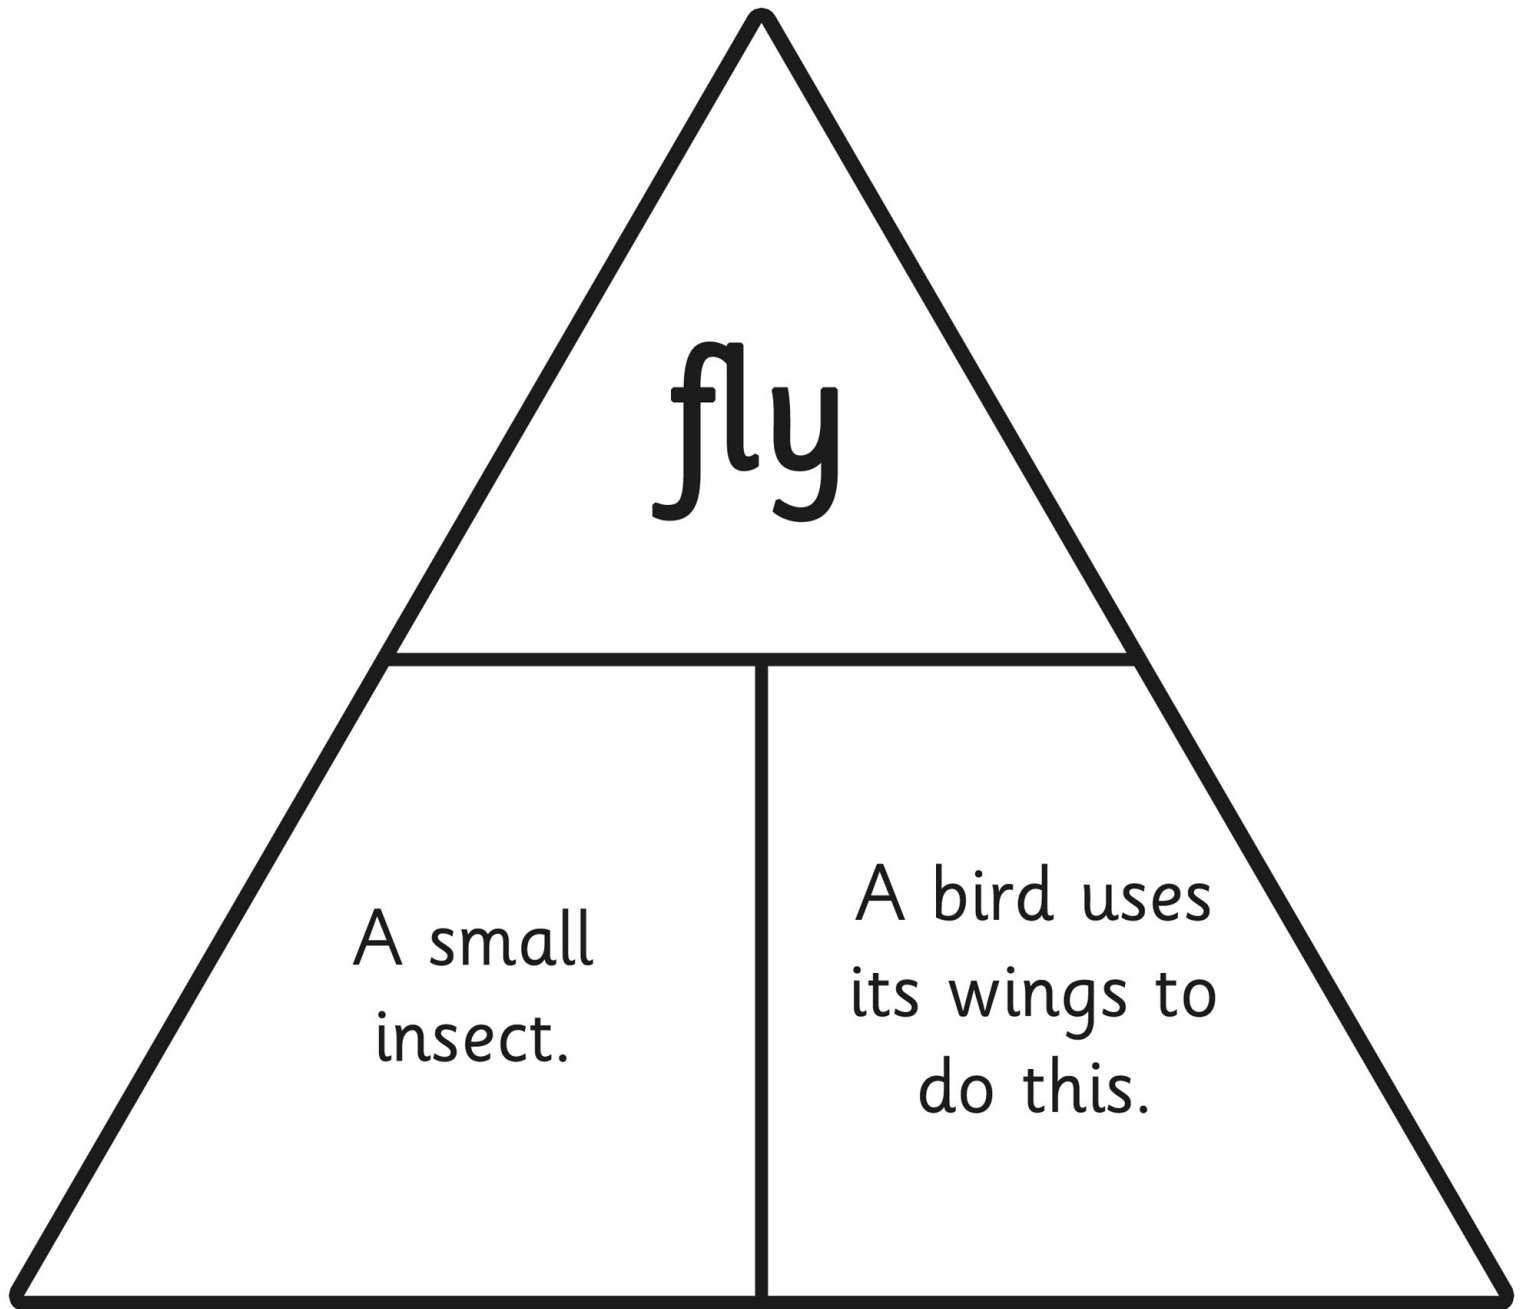 fly
A small
insect.
A bird uses
its wings to
do this.